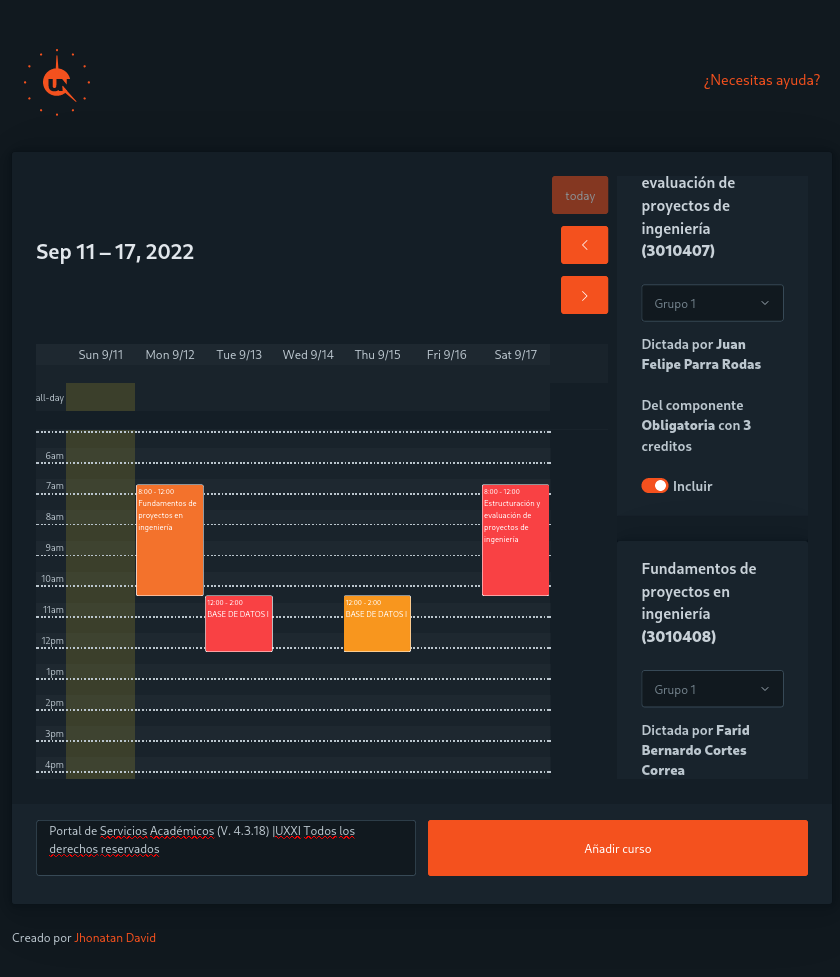 UN
¿Necesitas ayuda?
Sep 11 – 17, 2022
today
Sun 9/11 Mon 9/12 Tue 9/13 Wed 9/14 Thu 9/15 Fri 9/16 Sat 9/17
all-day
6am
7am
8am
9am
10am
11am
12pm
1pm
2pm
3pm
4pm
8:00 - 12:00
Fundamentos de
proyectos en
ingeniería
12:00 - 2:00
BASE DE DATOS I
12:00 - 2:00
BASE DE DATOS I
8:00 - 12:00
Estructuración y
evaluación de
proyectos de
ingeniería
evaluación de
proyectos de
ingeniería
(3010407)
Grupo 1
Dictada por Juan
Felipe Parra Rodas
Del componente
Obligatoria con 3
creditos
Incluir
Fundamentos de
proyectos en
ingeniería
(3010408)
Grupo 1
Dictada por Farid
Bernardo Cortes
Correa
Portal de Servicios Académicos (V. 4.3.18) |UXXI Todos los
derechos reservados
Añadir curso
Creado por Jhonatan David